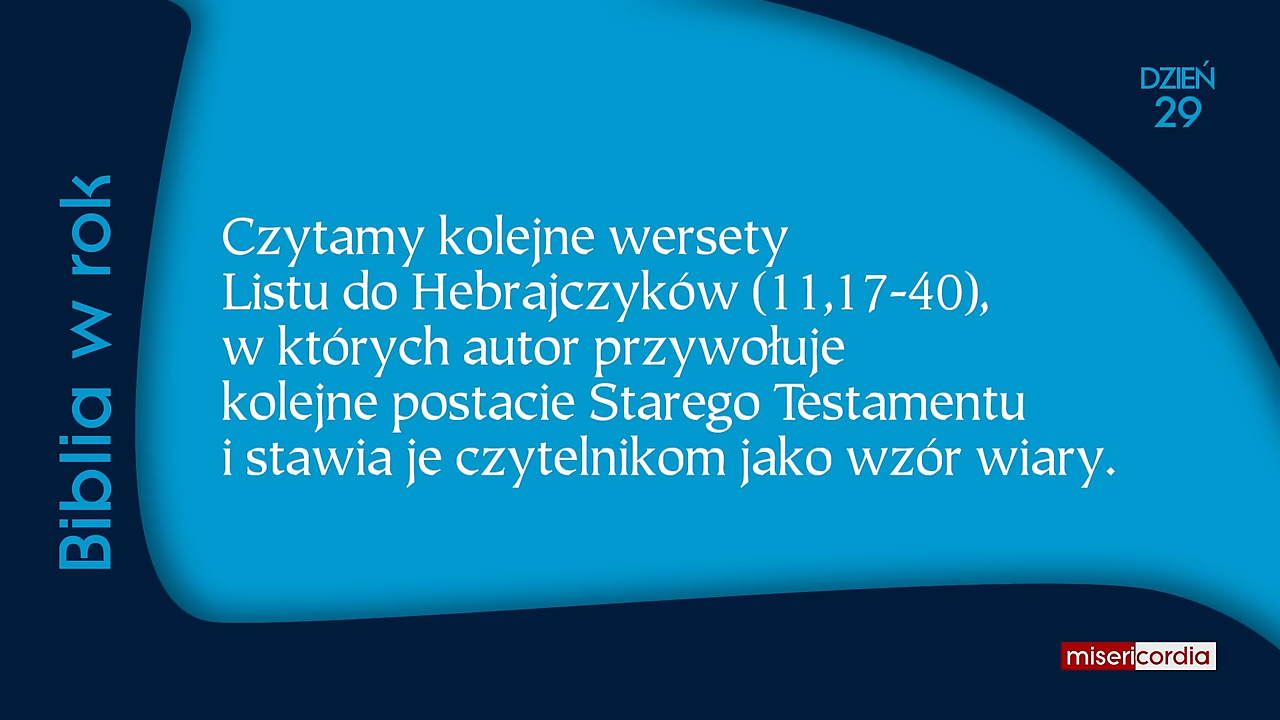 DZIEŃ
29
Biblia w rok
Czytamy kolejne wersety
Listu do Hebrajczyków (11,17-40),
w których autor przywołuje
kolejne postacie Starego Testamentu
i stawia je czytelnikom jako wzór wiary.
misericordia